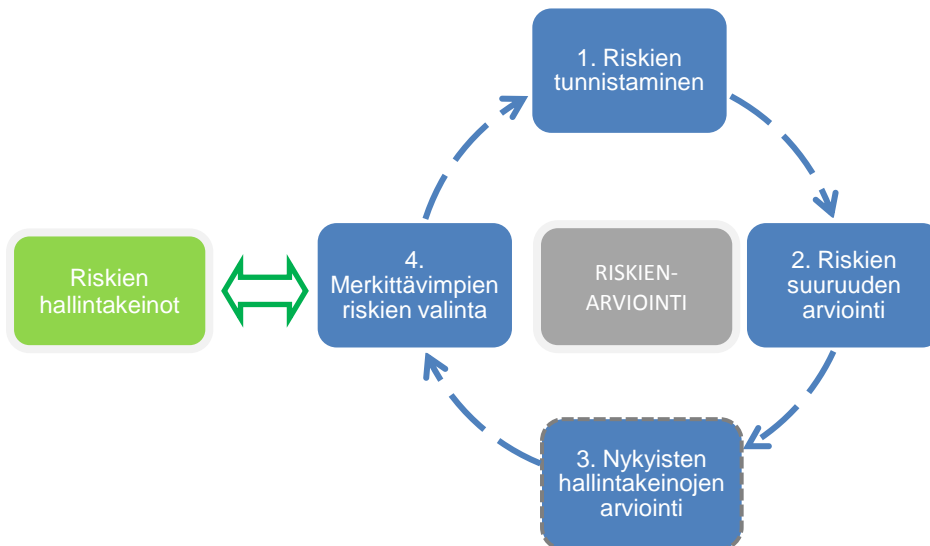 1. Riskien
tunnistaminen
2. Riskien
suuruuden
arviointi
3. Nykyisten
hallintakeinojen
arviointi
4.
Merkittävimpien
riskien valinta
RISKIEN-
ARVIOINTI
Riskien
hallintakeinot